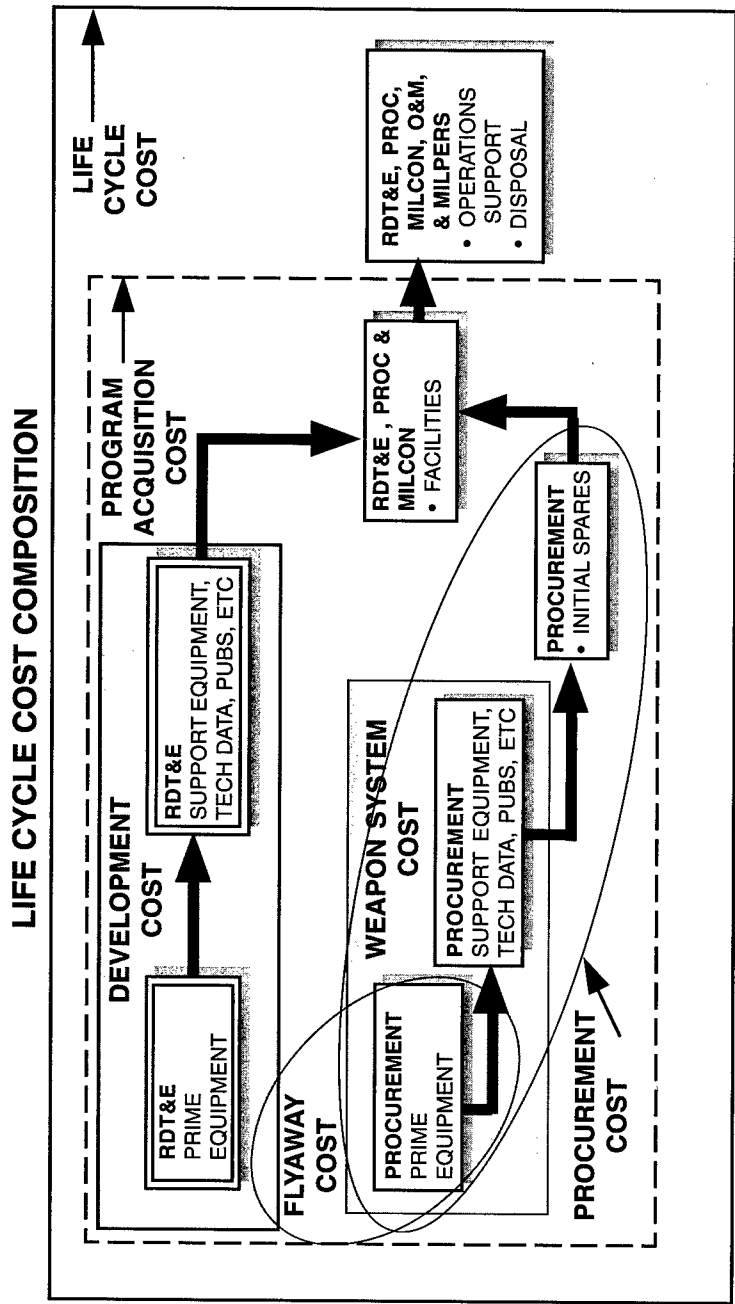 LIFE CYCLE COST COMPOSITION
LIFE
CYCLE
COST
PROGRAM
ACQUISITION
COST
DEVELOPMENT
COST
RDT&E
PRIME
EQUIPMENT
RDT&E
SUPPORT EQUIPMENT,
TECH DATA, PUBS, ETC
RDT&E , PROC &
MILCON
• FACILITIES
RDT&E, PROC,
MILCON, O&M,
& MILPERS
• OPERATIONS
SUPPORT
• DISPOSAL
FLYAWAY
COST
WEAPON SYSTEM
COST
PROCUREMENT
PRIME
EQUIPMENT
PROCUREMENT
SUPPORT EQUIPMENT,
TECH DATA, PUBS, ETC
PROCUREMENT
• INITIAL SPARES
PROCUREMENT
COST